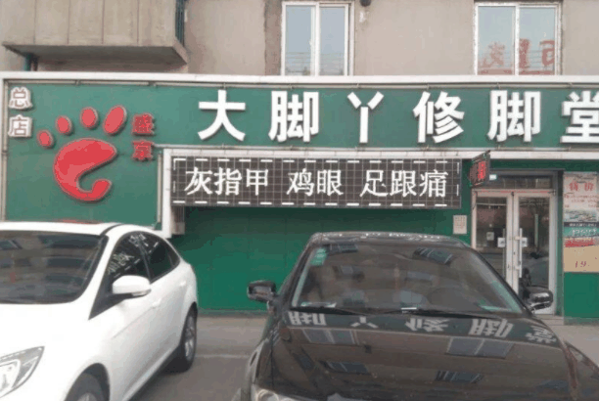 总店
盛京
大脚丫修脚堂
灰指甲 鸡眼 足跟痛